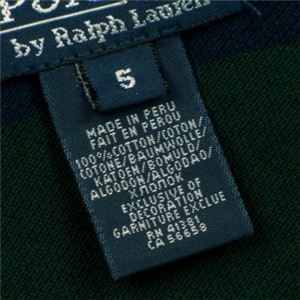 by Ralph Lauren
5
MADE IN PERU
FAIT EN PEROU
100% COTTON/COTON/
COTONE/BAUMWOLLE/
KATOEN/BOMULD/
ALGODON/ALGODAO/
ΧΠΟΠΟΚ
EXCLUSIVE OF
DECORATION
GARNITURE EXCLUE
RN 41381
CA 56658